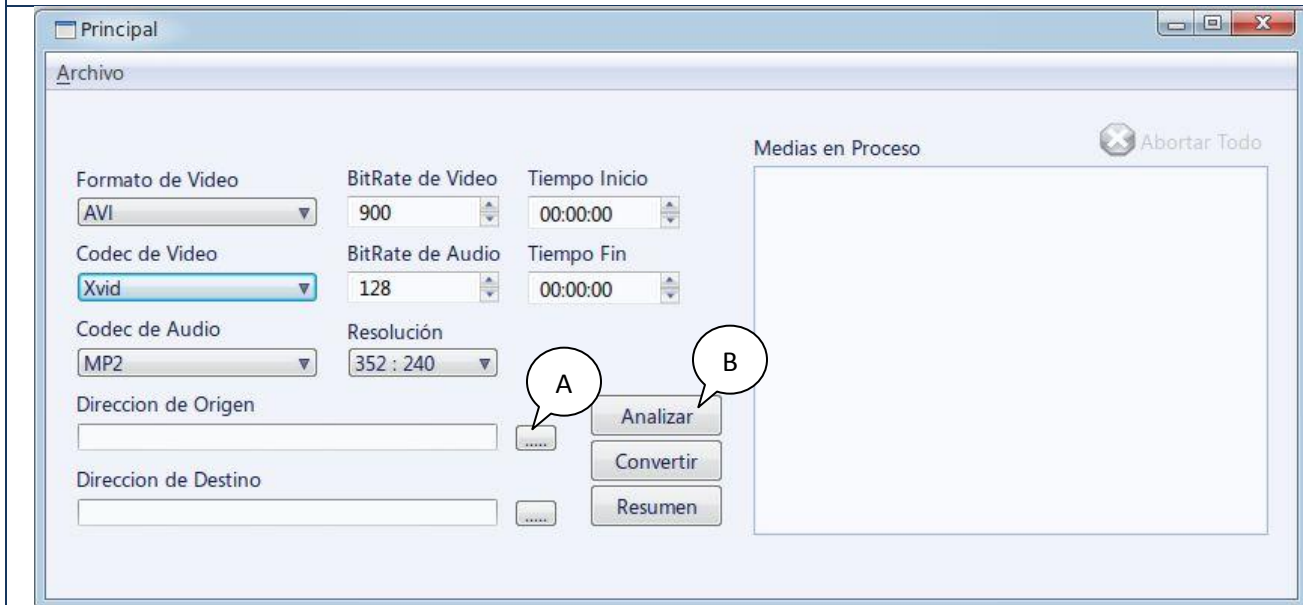 Principal
Archivo
Medias en Proceso
Abortar Todo
Formato de Video
BitRate de Video
Tiempo Inicio
AVI
900
00:00:00
Codec de Video
BitRate de Audio
Tiempo Fin
Xvid
128
00:00:00
Codec de Audio
Resolución
MP2
352 : 240
A
B
Direccion de Origen
.....
Analizar
Convertir
Direccion de Destino
.....
Resumen